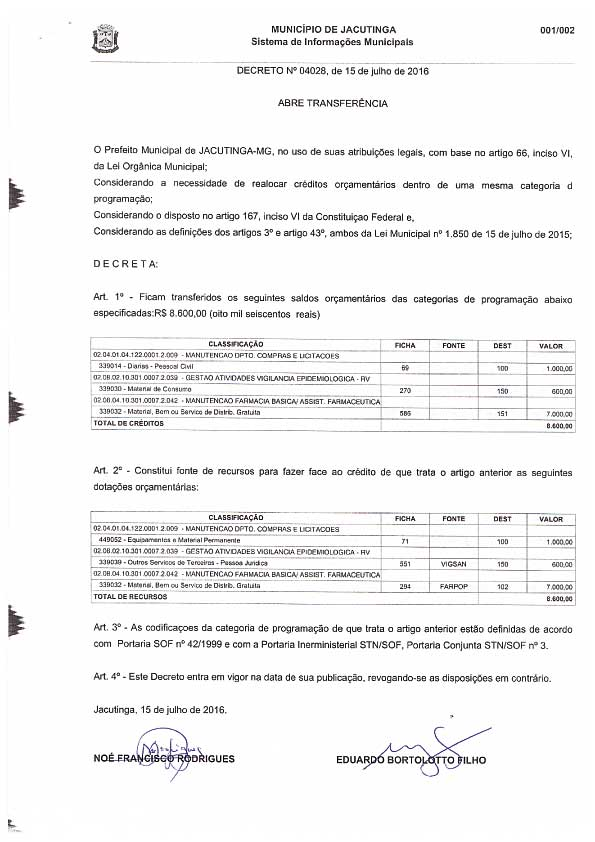 MUNICÍPIO DE JACUTINGA 001/002
Sistema de Informações Municipais
DECRETO Nº 04028, de 15 de julho de 2016
ABRE TRANSFERÊNCIA
O Prefeito Municipal de JACUTINGA-MG, no uso de suas atribuições legais, com base no artigo 66, inciso VI,
da Lei Orgânica Municipal;
Considerando a necessidade de realocar créditos orçamentários dentro de uma mesma categoria d
programação;
Considerando o disposto no artigo 167, inciso VI da Constituiçao Federal e,
Considerando as definições dos artigos 3º e artigo 43º, ambos da Lei Municipal nº 1.850 de 15 de julho de 2015;
D E C R E T A:
Art. 1º - Ficam transferidos os seguintes saldos orçamentários das categorias de programação abaixo
especificadas:R$ 8.600,00 (oito mil seiscentos reais)
CLASSIFICAÇÃO FICHA FONTE DEST VALOR
02.04.01.04.122.0001.2.009 - MANUTENCAO DPTO. COMPRAS E LICITACOES
339014 - Diarias - Pessoal Civil 69 100 1.000,00
02.08.02.10.301.0007.2.039 - GESTAO ATIVIDADES VIGILANCIA EPIDEMIOLOGICA - RV
339030 - Material de Consumo 270 150 600,00
02.08.04.10.301.0007.2.042 - MANUTENCAO FARMACIA BASICA/ ASSIST. FARMACEUTICA
339032 - Material, Bem ou Servico de Distrib. Gratuita 586 151 7.000,00
TOTAL DE CRÉDITOS 8.600,00
Art. 2º - Constitui fonte de recursos para fazer face ao crédito de que trata o artigo anterior as seguintes
dotações orçamentárias:
CLASSIFICAÇÃO FICHA FONTE DEST VALOR
02.04.01.04.122.0001.2.009 - MANUTENCAO DPTO. COMPRAS E LICITACOES
449052 - Equipamentos e Material Permanente 71 100 1.000,00
02.08.02.10.301.0007.2.039 - GESTAO ATIVIDADES VIGILANCIA EPIDEMIOLOGICA - RV
339039 - Outros Servicos de Terceiros - Pessoa Juridica 551 VIGSAN 150 600,00
02.08.04.10.301.0007.2.042 - MANUTENCAO FARMACIA BASICA/ ASSIST. FARMACEUTICA
339032 - Material, Bem ou Servico de Distrib. Gratuita 294 FARPOP 102 7.000,00
TOTAL DE RECURSOS 8.600,00
Art. 3º - As codificaçoes da categoria de programação de que trata o artigo anterior estão definidas de acordo
com Portaria SOF nº 42/1999 e com a Portaria Inerministerial STN/SOF, Portaria Conjunta STN/SOF nº 3.
Art. 4º - Este Decreto entra em vigor na data de sua publicação, revogando-se as disposições em contrário.
Jacutinga, 15 de julho de 2016.
NOÉ FRANCISCO RODRIGUES EDUARDO BORTOLOTTO FILHO